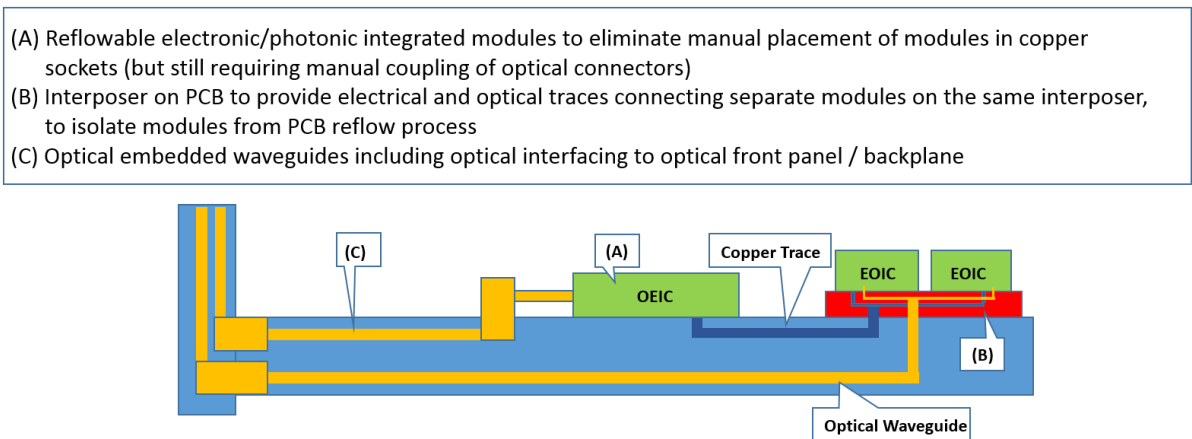 (A) Reflowable electronic/photonic integrated modules to eliminate manual placement of modules in copper
sockets (but still requiring manual coupling of optical connectors)
(B) Interposer on PCB to provide electrical and optical traces connecting separate modules on the same interposer,
to isolate modules from PCB reflow process
(C) Optical embedded waveguides including optical interfacing to optical front panel / backplane
(C)
(A)
Copper Trace
EOIC
EOIC
OEIC
(B)
Optical Waveguide